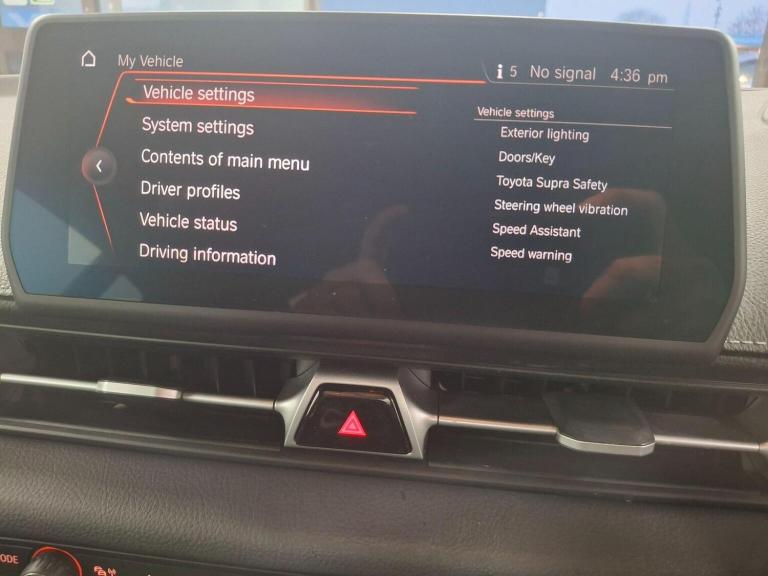 My Vehicle
5 No signal 4:36 pm
Vehicle settings
System settings
Contents of main menu
Driver profiles
Vehicle status
Driving information
Vehicle settings
Exterior lighting
Doors/Key
Toyota Supra Safety
Steering wheel vibration
Speed Assistant
Speed warning
ODE